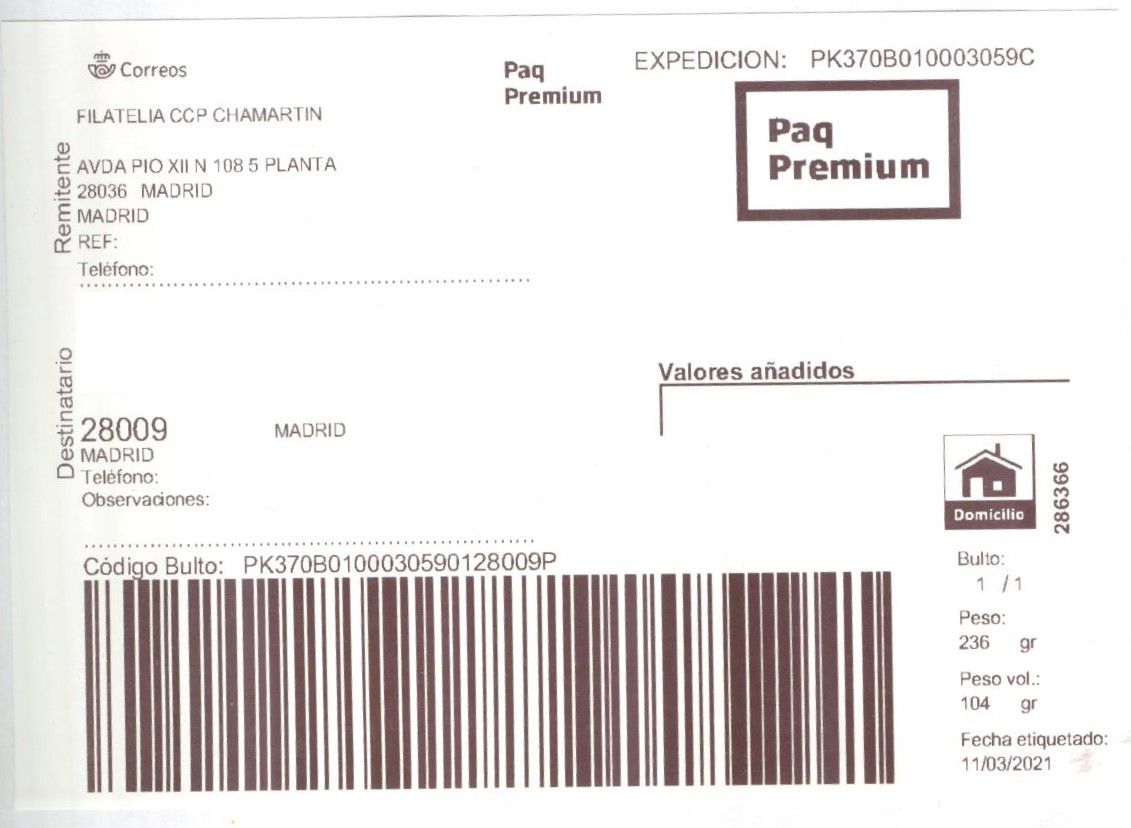 Correos
Paq
Premium
EXPEDICION: PK370B010003059C
Paq
Premium
Remitente
FILATELIA CCP CHAMARTIN
AVDA PIO XII N 108 5 PLANTA
28036 MADRID
MADRID
REF:
Teléfono:
Destinatario
28009 MADRID
MADRID
Teléfono:
Observaciones:
Valores añadidos
Domicilio
286366
Código Bulto: PK370B0100030590128009P
Bulto:
1 / 1
Peso:
236 gr
Peso vol.:
104 gr
Fecha etiquetado:
11/03/2021